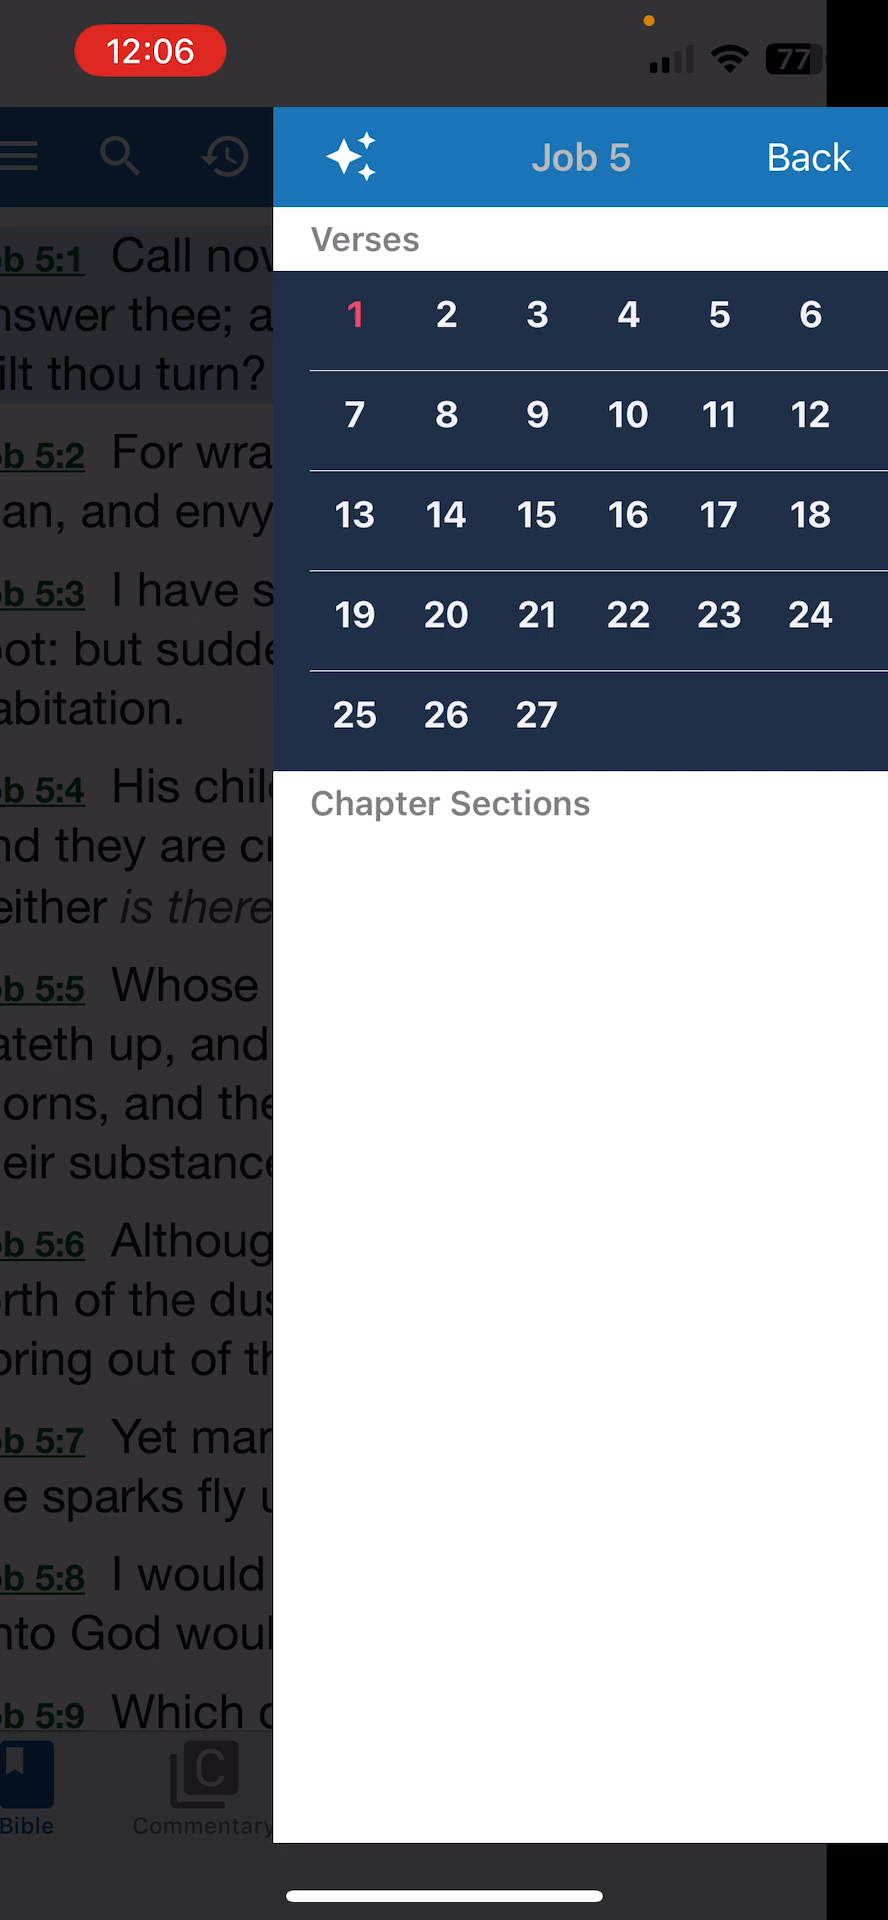 12:06
77
Job 5
Back
Verses
1 2 3 4 5 6
7 8 9 10 11 12
13 14 15 16 17 18
19 20 21 22 23 24
25 26 27
Chapter Sections
b 5:1 Call nov
nswer thee; a
ilt thou turn?
b 5:2 For wra
an, and envy
b 5:3 I have s
ot: but sudde
abitation.
b 5:4 His chil
nd they are cr
either is there
b 5:5 Whose
ateth up, and
orns, and the
eir substance
b 5:6 Althoug
rth of the dus
oring out of th
b 5:7 Yet mar
e sparks fly u
b 5:8 I would
nto God woul
b 5:9 Which c
Bible
C
Commentary